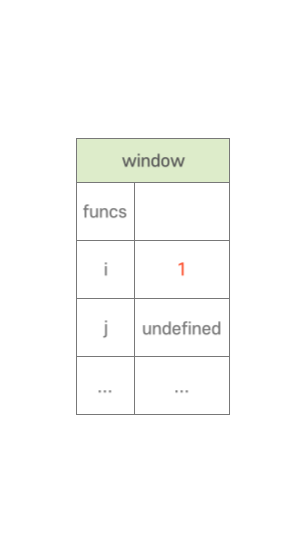 window
funcs
i 1
j undefined
... ...